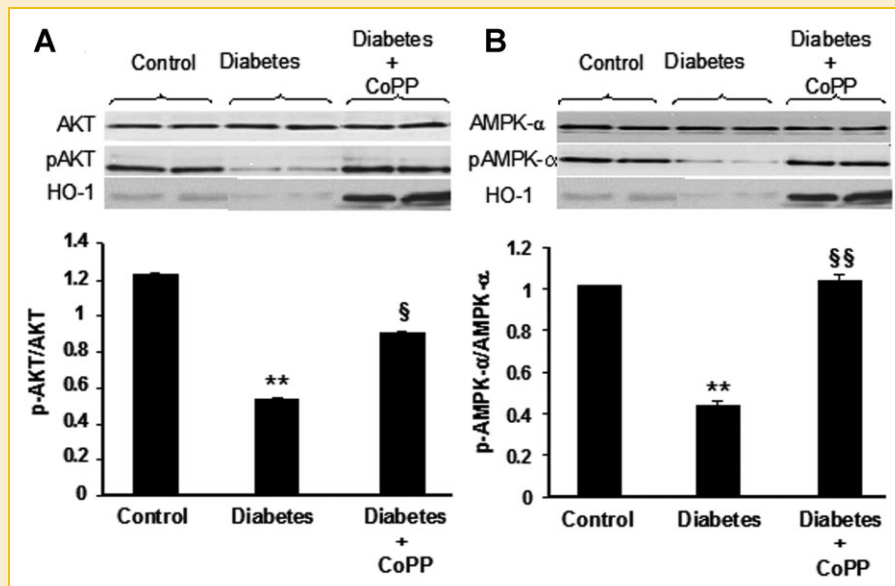 A
Control
Diabetes
Diabetes
+
CoPP
AKT
pAKT
HO-1
1.4
1.2
1
0.8
0.6
0.4
0.2
0
p-AKT/AKT
**
§
Control
Diabetes
Diabetes
+
CoPP
B
Control
Diabetes
Diabetes
+
CoPP
AMPK-α
pAMPK-α
HO-1
1.2
1
0.8
0.6
0.4
0.2
0
p-AMPK-α/AMPK-α
**
§§
Control
Diabetes
Diabetes
+
CoPP